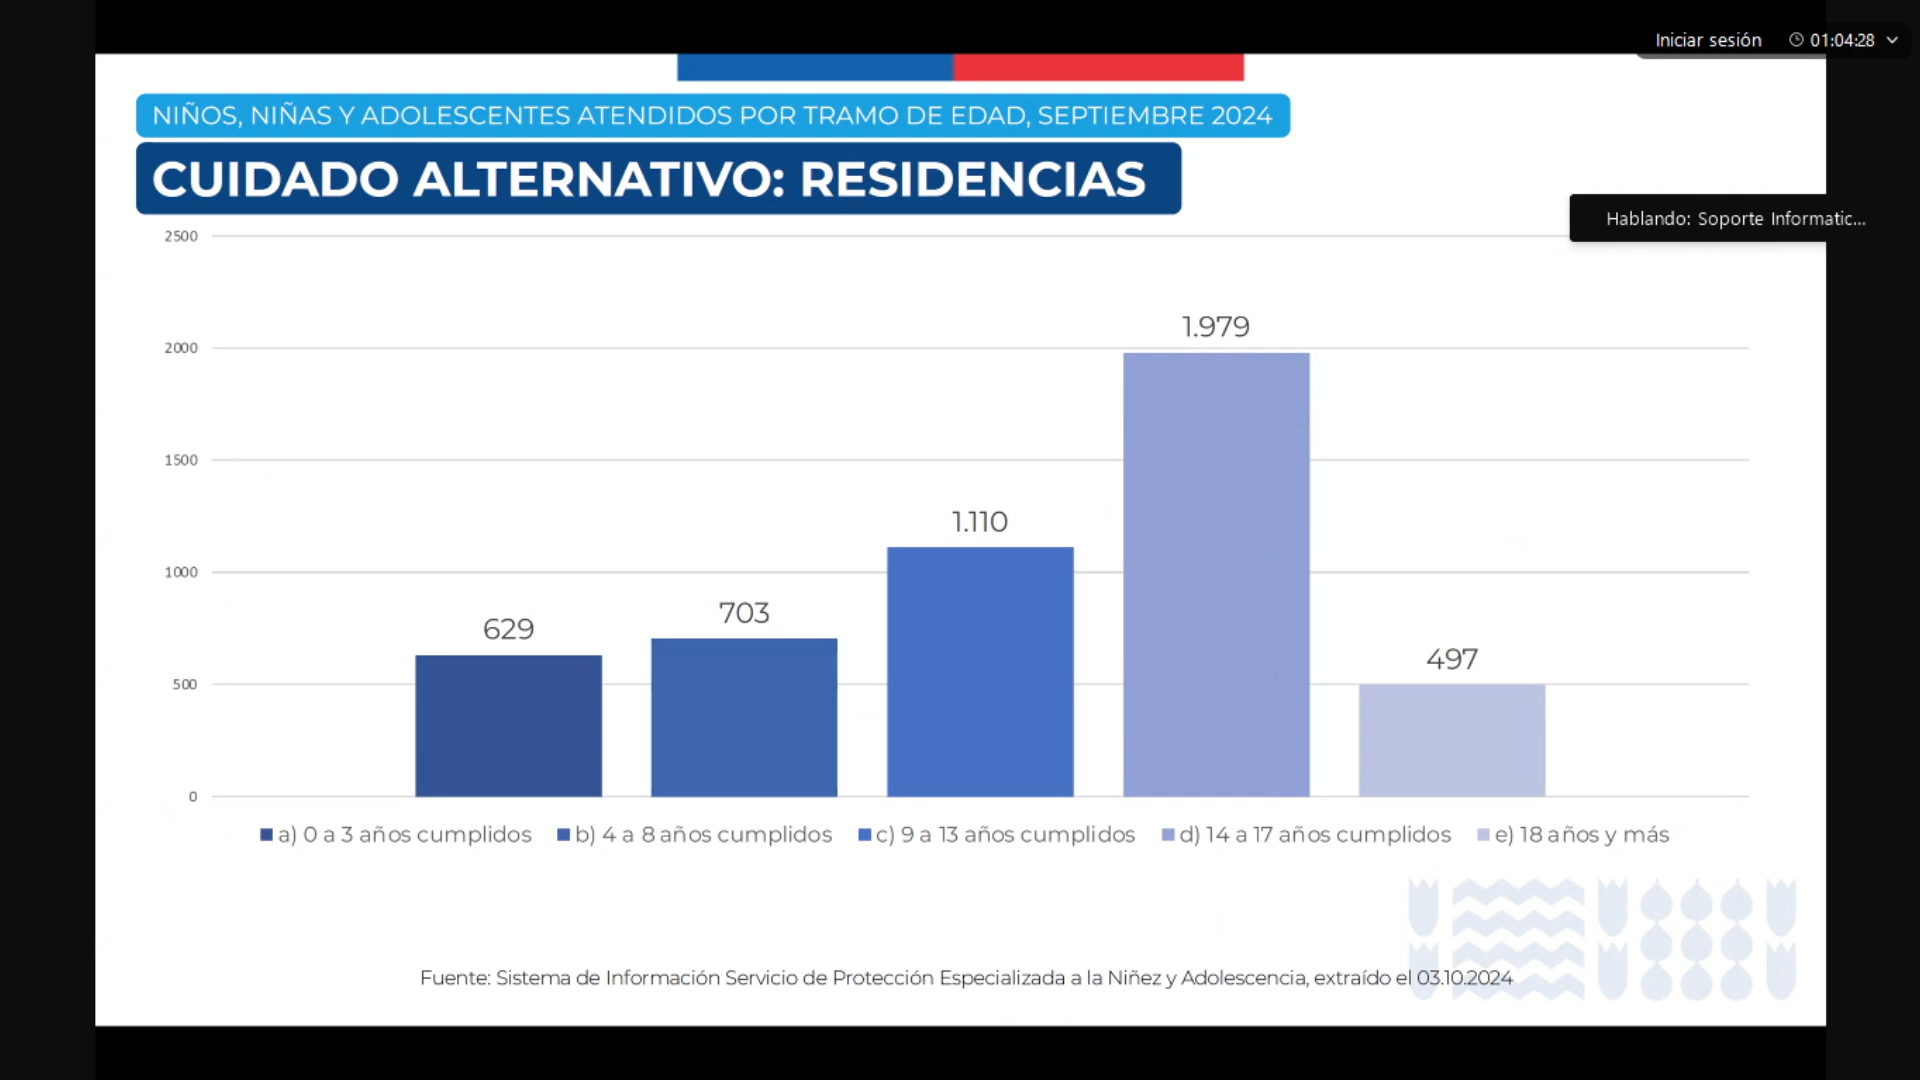 Iniciar sesión 01:04:28
NIÑOS, NIÑAS Y ADOLESCENTES ATENDIDOS POR TRAMO DE EDAD, SEPTIEMBRE 2024
CUIDADO ALTERNATIVO: RESIDENCIAS
Hablando: Soporte Informatic...
2500
2000
1500
1000
500
0
629
703
1.110
1.979
497
a) 0 a 3 años cumplidos b) 4 a 8 años cumplidos c) 9 a 13 años cumplidos d) 14 a 17 años cumplidos e) 18 años y más
Fuente: Sistema de Información Servicio de Protección Especializada a la Niñez y Adolescencia, extraído el 03.10.2024